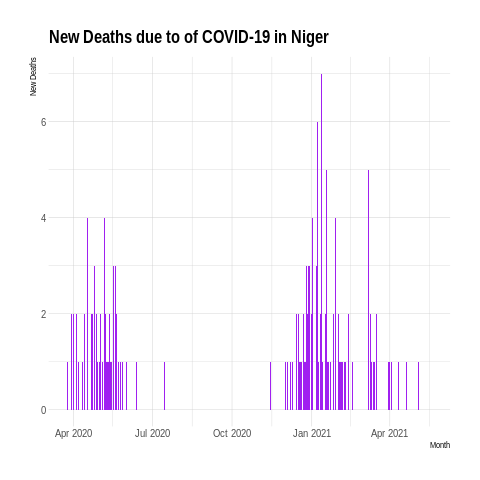 New Deaths due to of COVID-19 in Niger
New Deaths
6
4
2
0
Apr 2020 Jul 2020 Oct 2020 Jan 2021 Apr 2021
Month